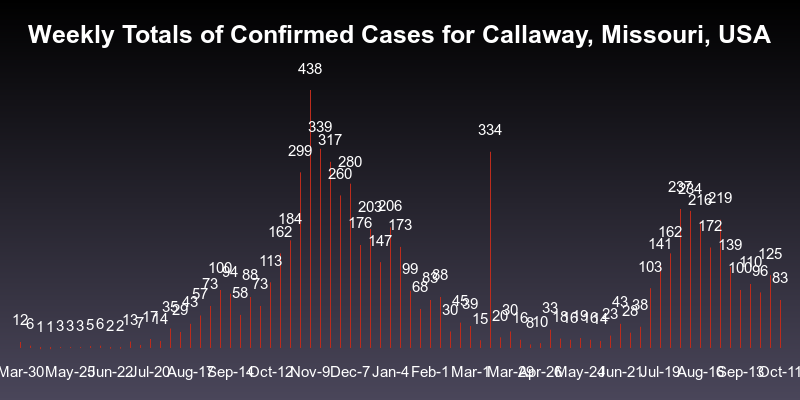 Weekly Totals of Confirmed Cases for Callaway, Missouri, USA
12 6 1 1 3 3 3 5 6 2 2 13 7 17 14 35 29 43 57 73 100 94 58 88 73 113 162 184 299 438 339 317 260 280 176 203 147 206 173 99 68 83 88 30 45 39 15 334 20 30 16 8 10 33 18 16 19 16 14 23 43 28 38 103 141 162 237 234 216 172 219 139 100 110 96 125 83
Mar-30 May-25 Jun-22 Jul-20 Aug-17 Sep-14 Oct-12 Nov-9 Dec-7 Jan-4 Feb-1 Mar-1 Mar-29 Apr-26 May-24 Jun-21 Jul-19 Aug-16 Sep-13 Oct-11